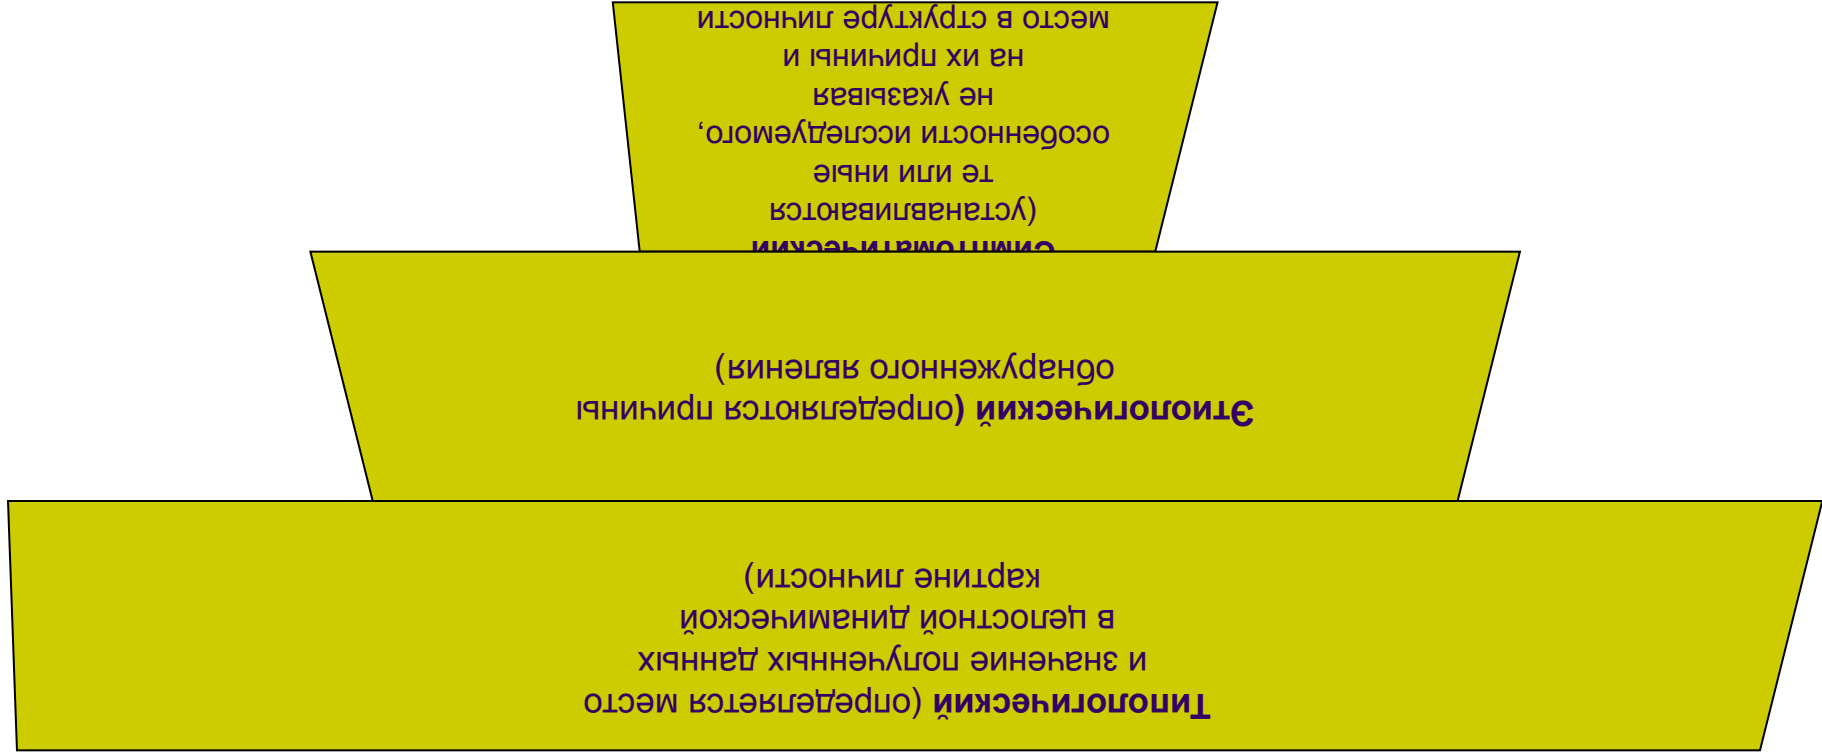 Типологический (определяется место
и значение полученных данных
в целостной динамической
картине личности)
Этиологический (определяются причины
обнаруженного явления)
Симптоматический
(устанавливаются
те или иные
особенности исследуемого,
не указывая
на их причины и
место в структуре личности